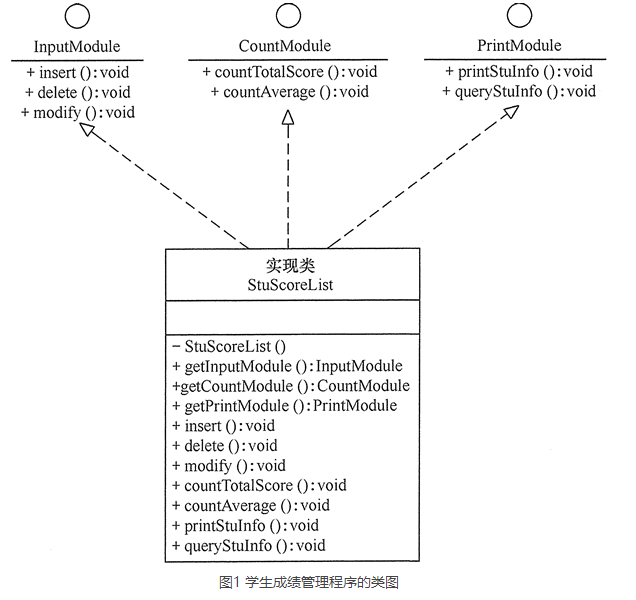 InputModule
+ insert ():void
+ delete ():void
+ modify ():void
CountModule
+ countTotalScore ():void
+ countAverage ():void
PrintModule
+ printStuInfo ():void
+ queryStuInfo ():void
实现类
StuScoreList
− StuScoreList ()
+ getInputModule ():InputModule
+getCountModule ():CountModule
+ getPrintModule ():PrintModule
+ insert ():void
+ delete ():void
+ modify ():void
+ countTotalScore ():void
+ countAverage ():void
+ printStuInfo ():void
+ queryStuInfo ():void
图1 学生成绩管理程序的类图